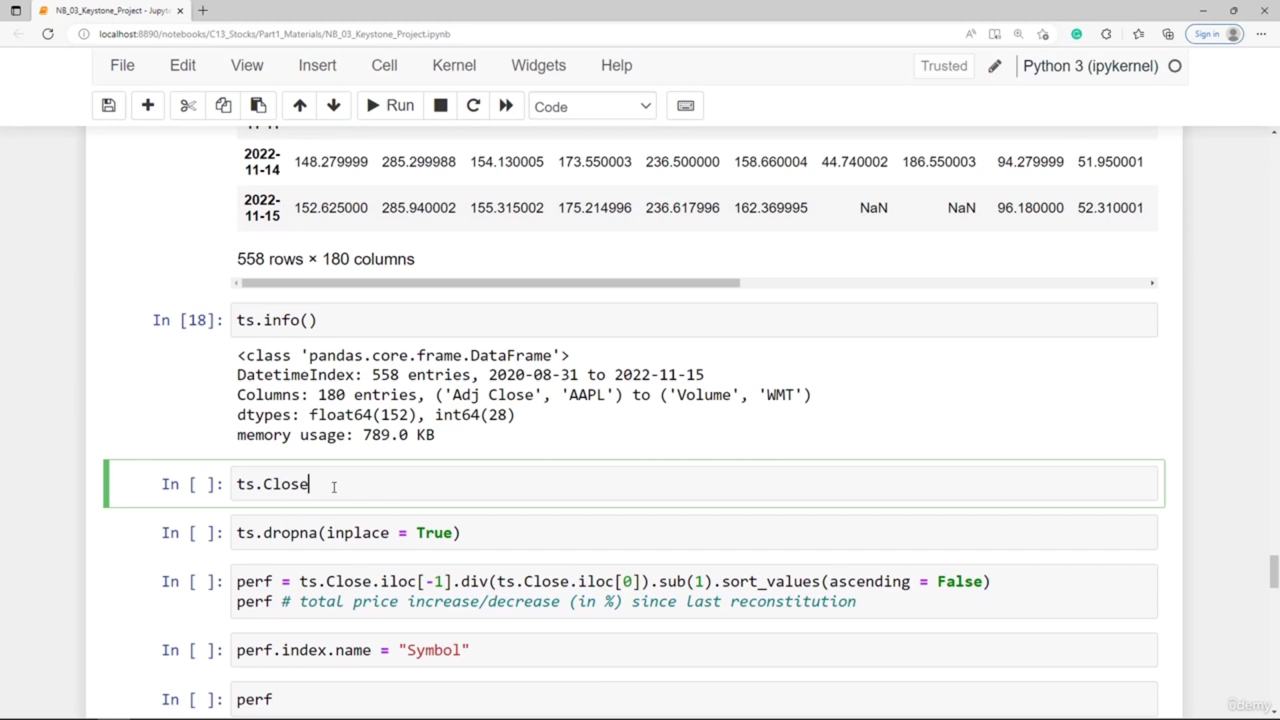 NB_03_Keystone_Project - Jupyt
localhost:8890/notebooks/C13_Stocks/Part1_Materials/NB_03_Keystone_Project.ipynb
Sign in
File Edit View Insert Cell Kernel Widgets Help
Trusted
Python 3 (ipykernel)
Run
Code
2022-
11-14
148.279999 285.299988 154.130005 173.550003 236.500000 158.660004 44.740002 186.550003 94.279999 51.950001
2022-
11-15
152.625000 285.940002 155.315002 175.214996 236.617996 162.369995 NaN NaN 96.180000 52.310001
558 rows × 180 columns
In [18]: ts.info()
<class 'pandas.core.frame.DataFrame'>
DatetimeIndex: 558 entries, 2020-08-31 to 2022-11-15
Columns: 180 entries, ('Adj Close', 'AAPL') to ('Volume', 'WMT')
dtypes: float64(152), int64(28)
memory usage: 789.0 KB
In [ ]: ts.Close
In [ ]: ts.dropna(inplace = True)
In [ ]: perf = ts.Close.iloc[-1].div(ts.Close.iloc[0]).sub(1).sort_values(ascending = False)
perf # total price increase/decrease (in %) since last reconstitution
In [ ]: perf.index.name = "Symbol"
In [ ]: perf
ûdemy